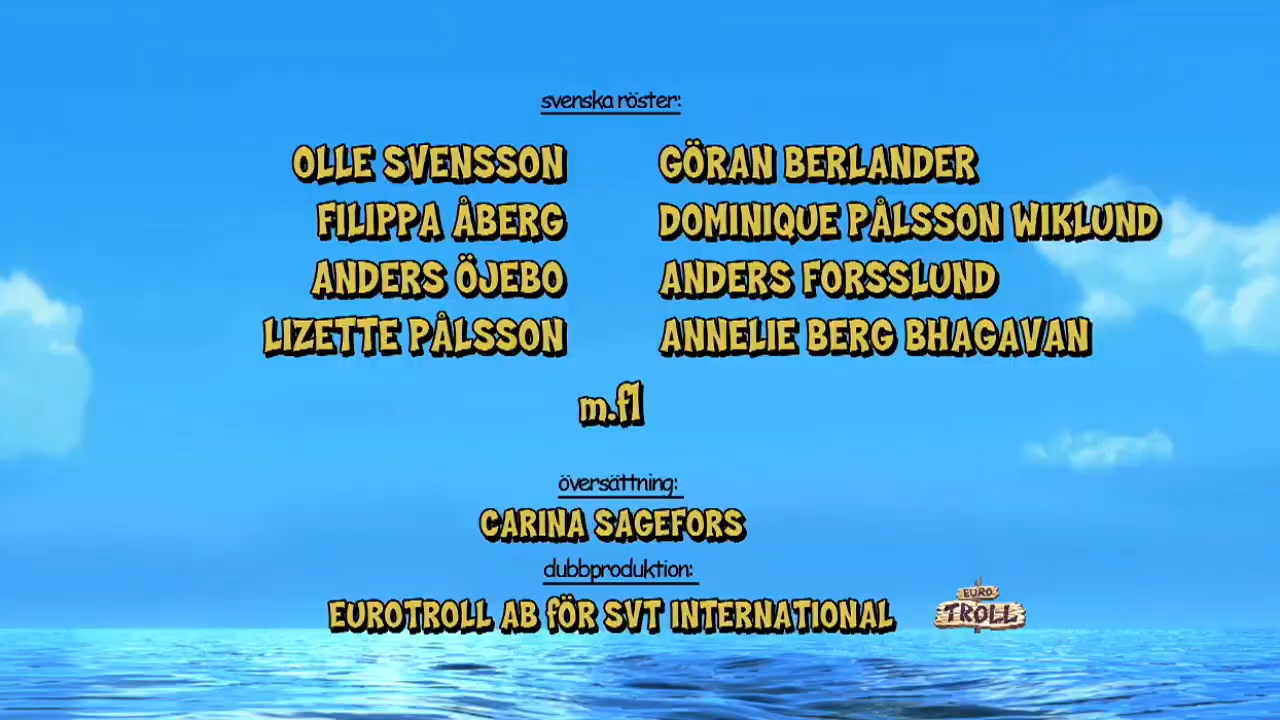 svenska röster:
OLLE SVENSSON GÖRAN BERLANDER
FILIPPA ÅBERG DOMINIQUE PÅLSSON WIKLUND
ANDERS ÖJEBO ANDERS FORSSLUND
LIZETTE PÅLSSON ANNELIE BERG BHAGAVAN
m.fl
översättning:
CARINA SAGEFORS
dubbproduktion:
EUROTROLL AB fÖR SVT INTERNATIONAL
EURO
TROLL